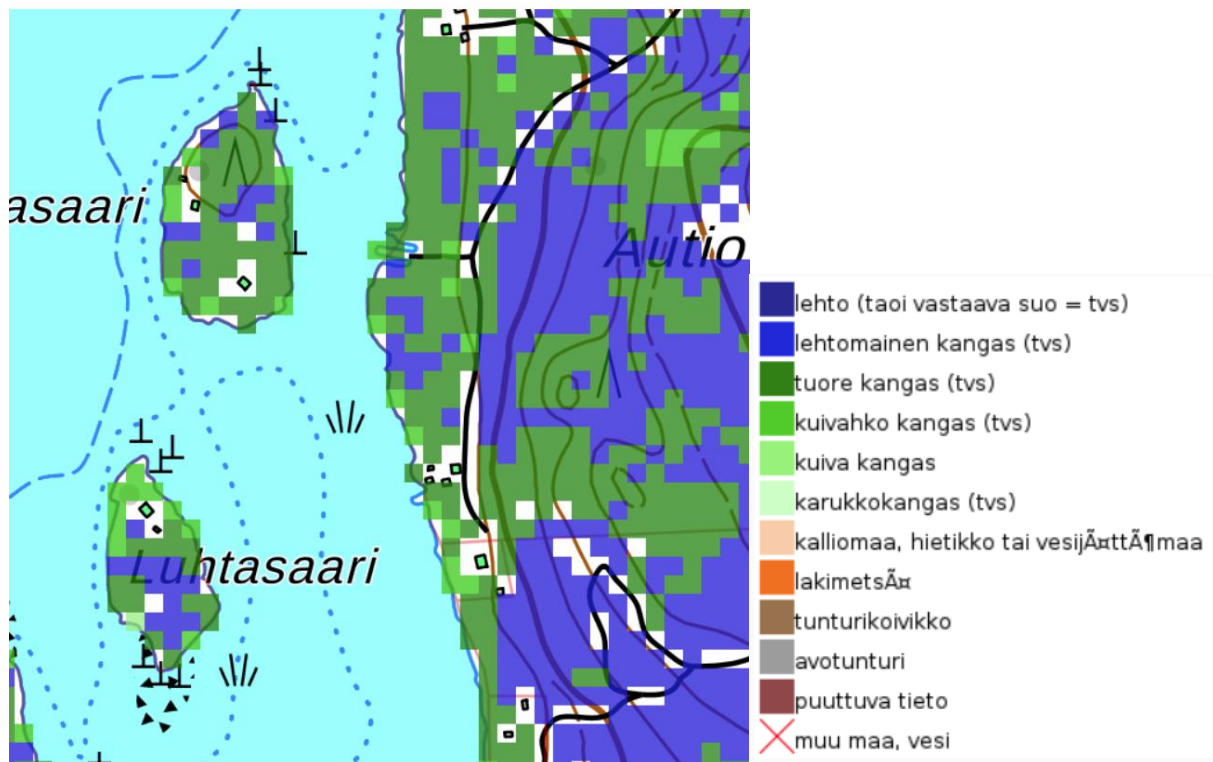 asaari
Autio
Luhtasaari
lehto (taoi vastaava suo = tvs)
lehtomainen kangas (tvs)
tuore kangas (tvs)
kuivahko kangas (tvs)
kuiva kangas
karukkokangas (tvs)
kalliomaa, hietikko tai vesijÃ¤ttÃ¶maa
lakimetsÃ¤
tunturikoivikko
avotunturi
puuttuva tieto
muu maa, vesi